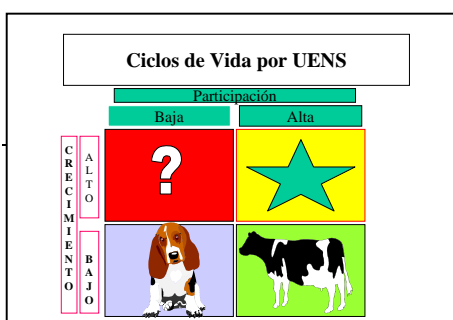 Ciclos de Vida por UENS
Participación
Baja
Alta
CRECIMIENTO
ALTO
?
BAJO